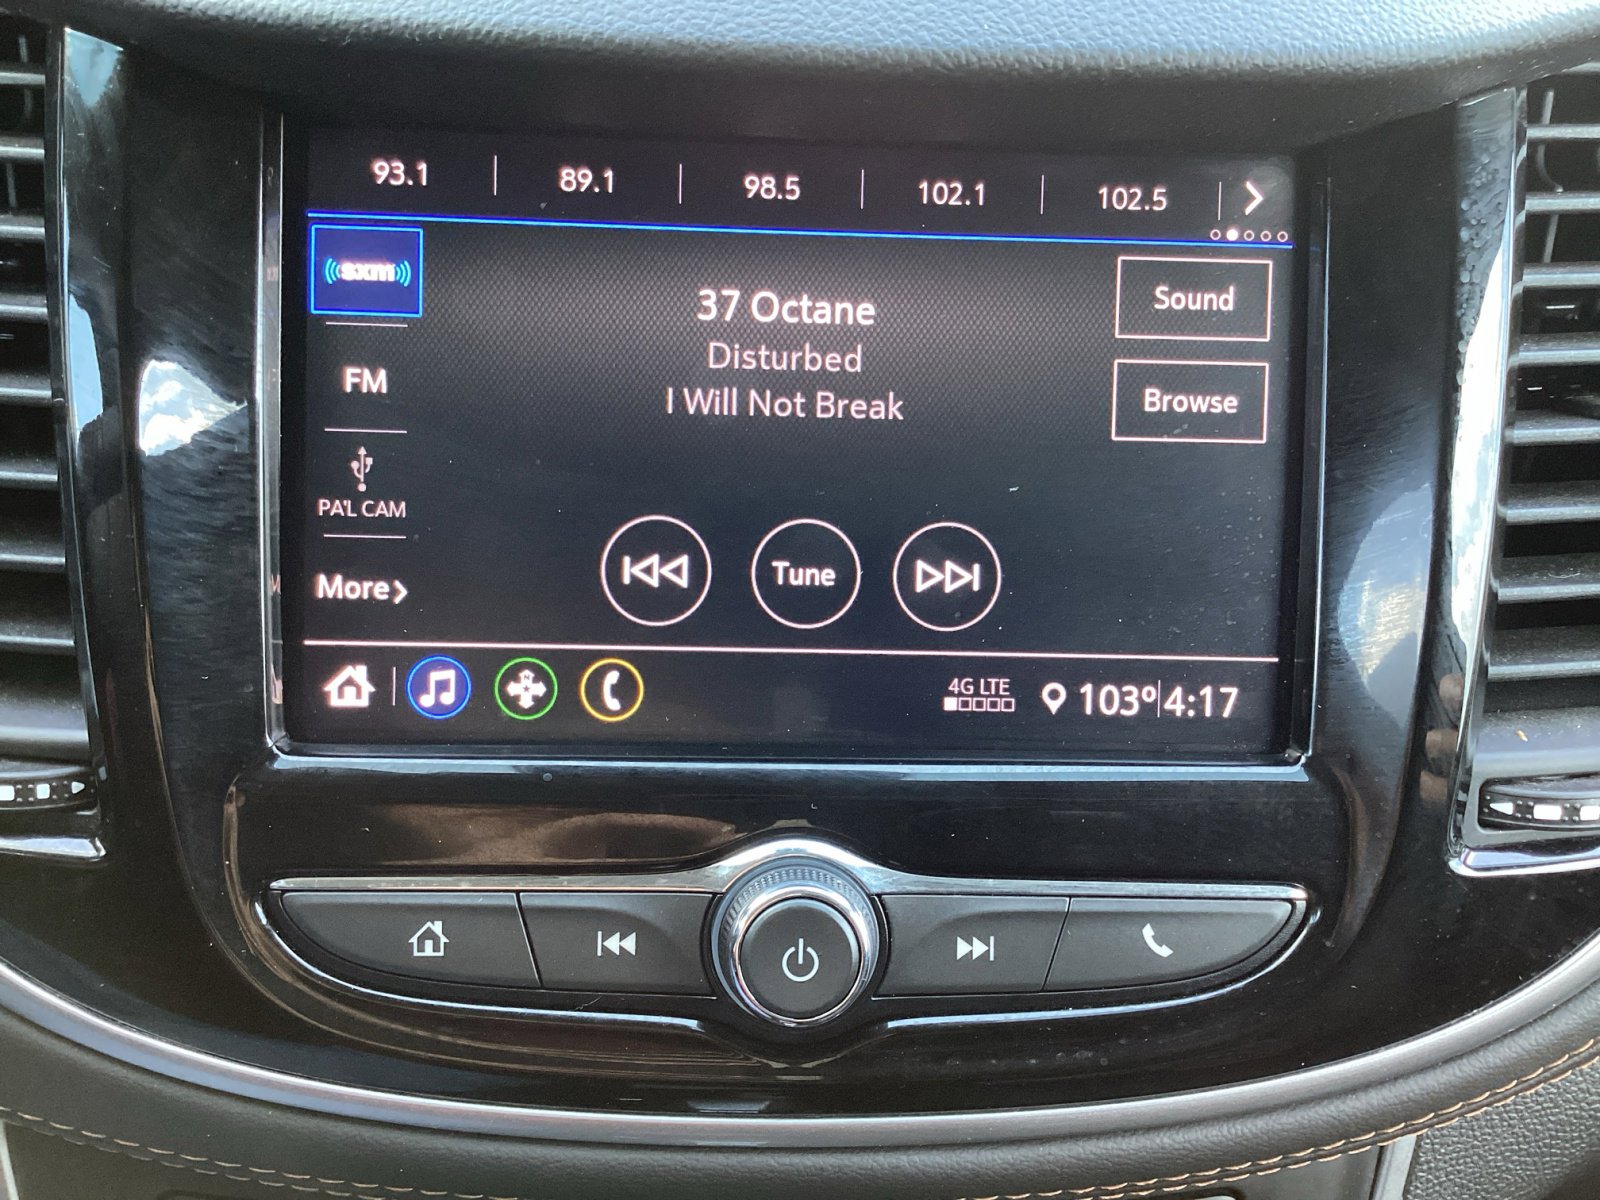 93.1 89.1 98.5 102.1 102.5
sxm
37 Octane
Disturbed
I Will Not Break
Sound
FM
Browse
PA'L CAM
More
Tune
4G LTE
103° 4:17